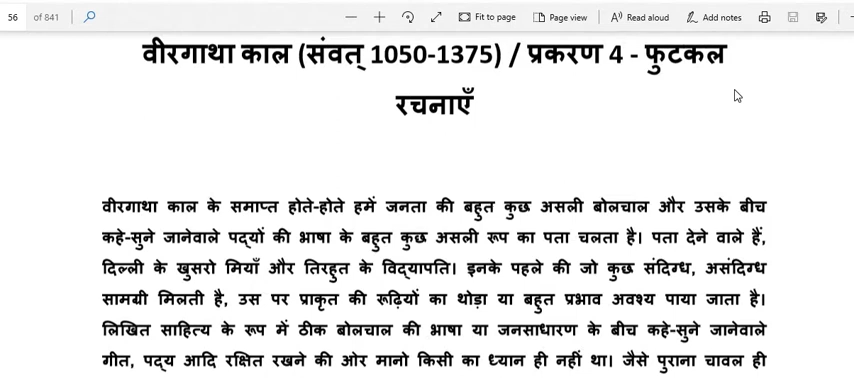 56 of 841 Fit to page Page view Read aloud Add notes
वीरगाथा काल (संवत् 1050-1375) / प्रकरण 4 - फुटकल
रचनाएँ
वीरगाथा काल के समाप्त होते-होते हमें जनता की बहुत कुछ असली बोलचाल और उसके बीच
कहे-सुने जानेवाले पद्यों की भाषा के बहुत कुछ असली रूप का पता चलता है। पता देने वाले हैं,
दिल्ली के खुसरो मियाँ और तिरहुत के विद्यापति। इनके पहले की जो कुछ संदिग्ध, असंदिग्ध
सामग्री मिलती है, उस पर प्राकृत की रूढ़ियों का थोड़ा या बहुत प्रभाव अवश्य पाया जाता है।
लिखित साहित्य के रूप में ठीक बोलचाल की भाषा या जनसाधारण के बीच कहे-सुने जानेवाले
गीत, पद्य आदि रक्षित रखने की ओर मानो किसी का ध्यान ही नहीं था। जैसे पुराना चावल ही